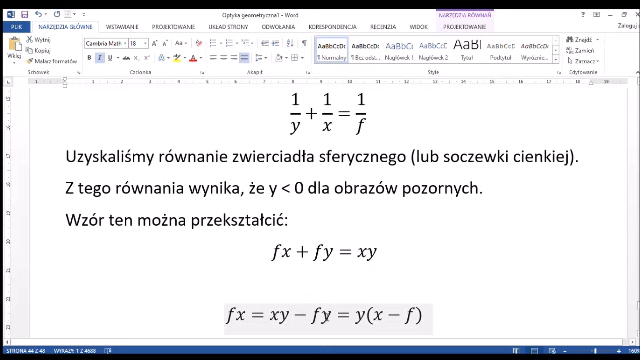 Optyka geometryczna1 - Word
NARZĘDZIA RÓWNAŃ
PLIK NARZĘDZIA GŁÓWNE WSTAWIANIE PROJEKTOWANIE UKŁAD STRONY ODWOŁANIA KORESPONDENCJA RECENZJA WIDOK PROJEKTOWANIE Zaloguj
Wklej
Wytnij
Kopiuj
Malarz formatów
Schowek
Cambria Math 18
Czcionka
Akapit
AaBbCcDc AaBbCcDc AaBbCc AaBbCcC AaBl AaBbCcD AaBbCcDc
Normalny Bez odst... Nagłówek 1 Nagłówek 2 Tytuł Podtytuł Wyróżnie...
Style
Znajdź
Zamień
Zaznacz
Edytowanie
1/y + 1/x = 1/f
Uzyskaliśmy równanie zwierciadła sferycznego (lub soczewki cienkiej).
Z tego równania wynika, że y < 0 dla obrazów pozornych.
Wzór ten można przekształcić:
fx + fy = xy
fx = xy − fy = y(x − f)
STRONA 44 Z 48 WYRAZY: 1 Z 4688